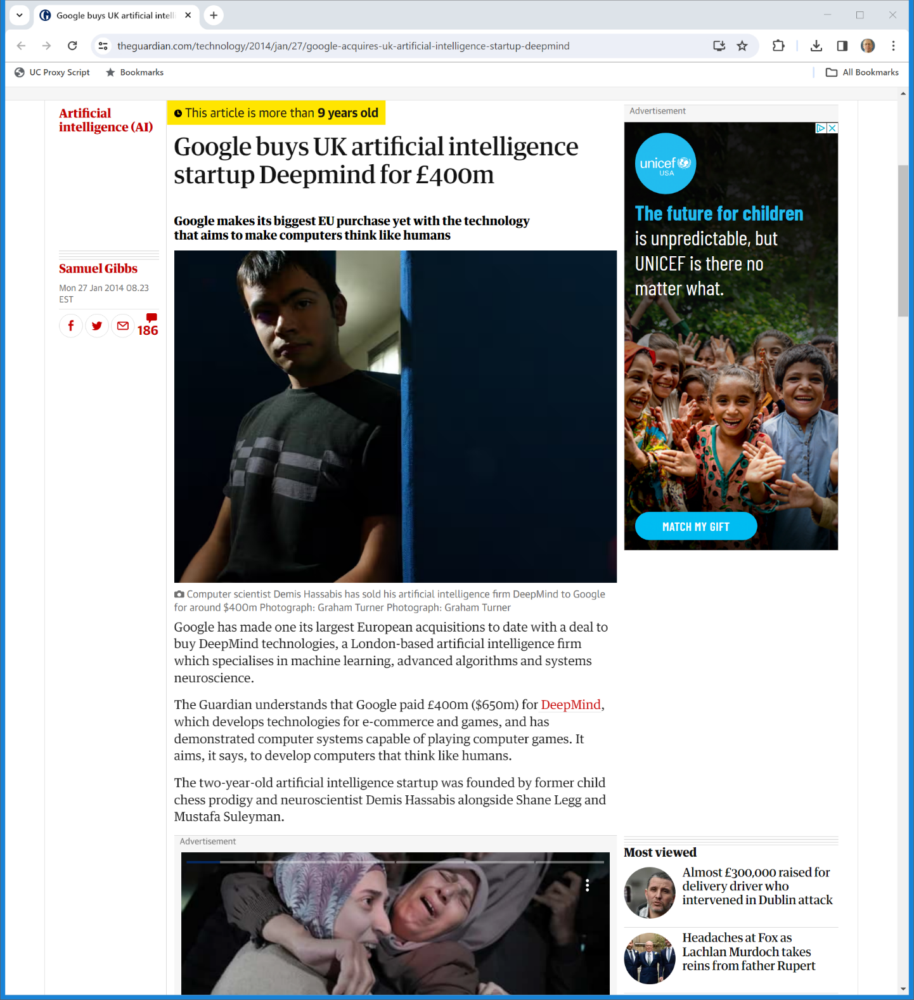 Google buys UK artificial intelli
theguardian.com/technology/2014/jan/27/google-acquires-uk-artificial-intelligence-startup-deepmind
UC Proxy Script
Bookmarks
All Bookmarks
Artificial
intelligence (AI)
This article is more than 9 years old
Google buys UK artificial intelligence
startup Deepmind for £400m
Google makes its biggest EU purchase yet with the technology
that aims to make computers think like humans
Samuel Gibbs
Mon 27 Jan 2014 08.23
EST
186
Computer scientist Demis Hassabis has sold his artificial intelligence firm DeepMind to Google
for around $400m Photograph: Graham Turner Photograph: Graham Turner
Google has made one its largest European acquisitions to date with a deal to
buy DeepMind technologies, a London-based artificial intelligence firm
which specialises in machine learning, advanced algorithms and systems
neuroscience.
The Guardian understands that Google paid £400m ($650m) for DeepMind,
which develops technologies for e-commerce and games, and has
demonstrated computer systems capable of playing computer games. It
aims, it says, to develop computers that think like humans.
The two-year-old artificial intelligence startup was founded by former child
chess prodigy and neuroscientist Demis Hassabis alongside Shane Legg and
Mustafa Suleyman.
Advertisement
Advertisement
unicef
USA
The future for children
is unpredictable, but
UNICEF is there no
matter what.
MATCH MY GIFT
Most viewed
Almost £300,000 raised for
delivery driver who
intervened in Dublin attack
Headaches at Fox as
Lachlan Murdoch takes
reins from father Rupert